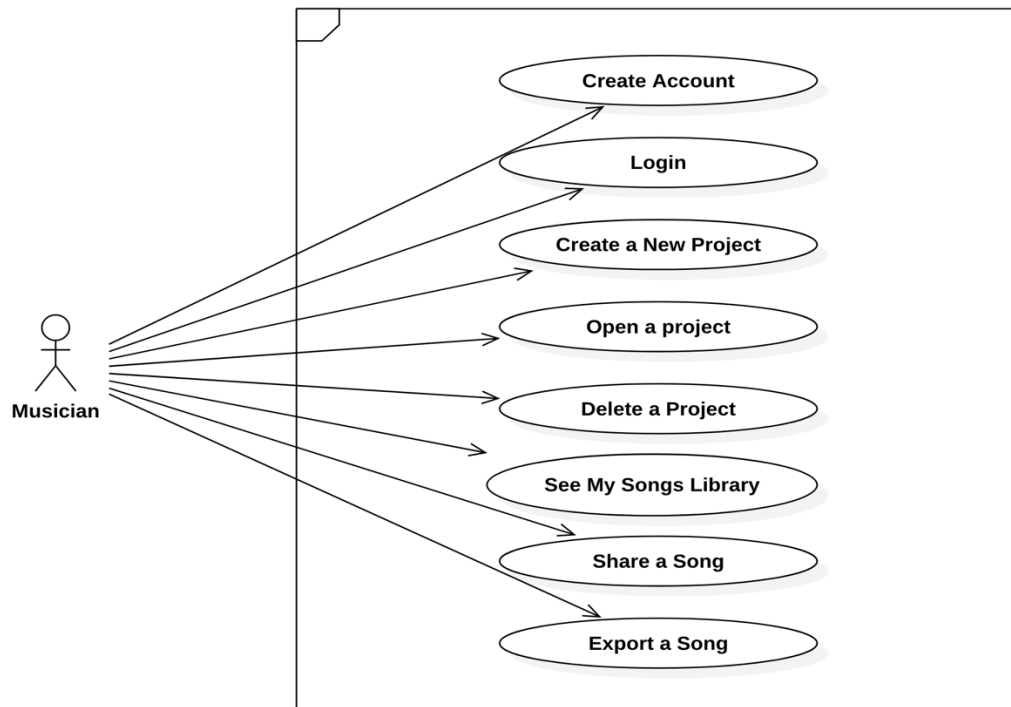 Create Account
Login
Create a New Project
Open a project
Musician
Delete a Project
See My Songs Library
Share a Song
Export a Song